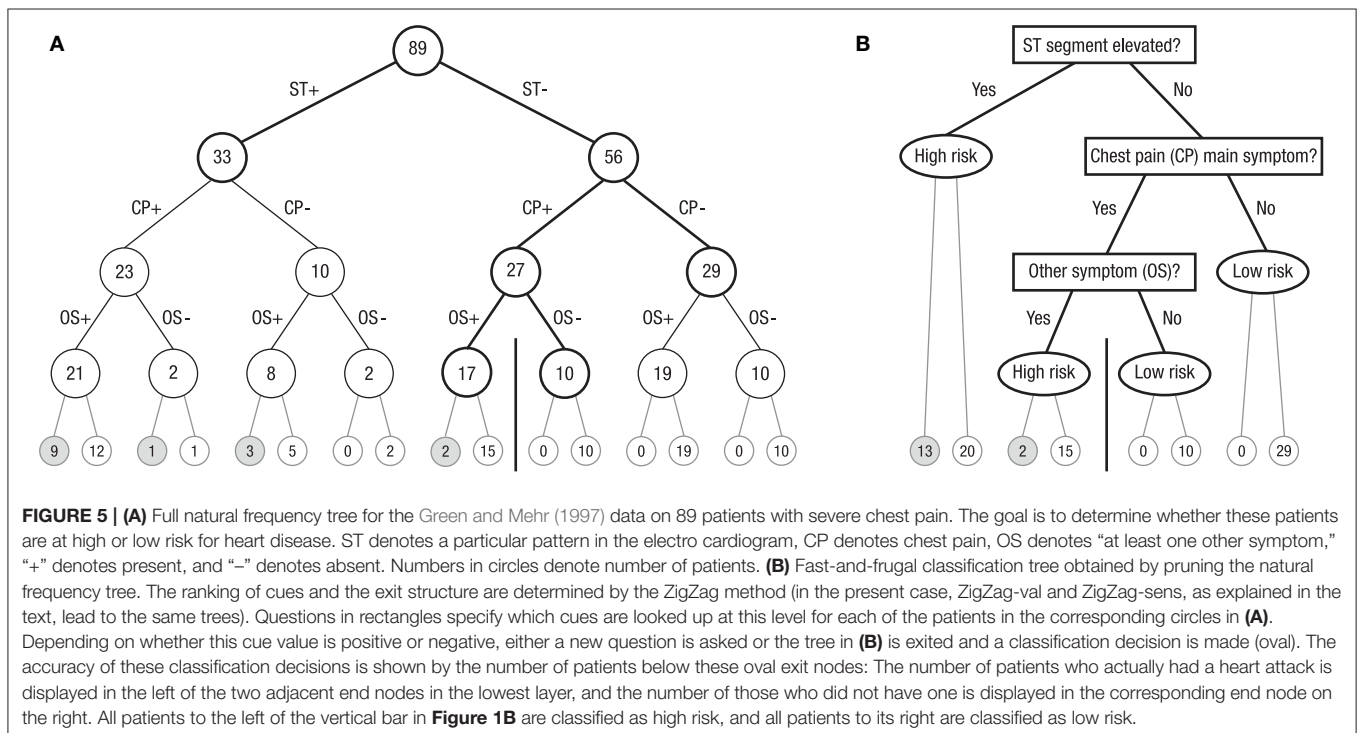 A
89
ST+
ST-
33
56
CP+
CP-
CP+
CP-
23
10
27
29
OS+
OS-
OS+
OS-
OS+
OS-
OS+
OS-
21
2
8
2
17
10
19
10
9
12
1
1
3
5
0
2
2
15
0
10
0
19
0
10
B
ST segment elevated?
Yes
No
High risk
Chest pain (CP) main symptom?
Yes
No
Other symptom (OS)?
Low risk
Yes
No
High risk
Low risk
13
20
2
15
0
10
0
29
FIGURE 5 | (A) Full natural frequency tree for the Green and Mehr (1997) data on 89 patients with severe chest pain. The goal is to determine whether these patients
are at high or low risk for heart disease. ST denotes a particular pattern in the electro cardiogram, CP denotes chest pain, OS denotes “at least one other symptom,”
“+” denotes present, and “–” denotes absent. Numbers in circles denote number of patients. (B) Fast-and-frugal classification tree obtained by pruning the natural
frequency tree. The ranking of cues and the exit structure are determined by the ZigZag method (in the present case, ZigZag-val and ZigZag-sens, as explained in the
text, lead to the same trees). Questions in rectangles specify which cues are looked up at this level for each of the patients in the corresponding circles in (A).
Depending on whether this cue value is positive or negative, either a new question is asked or the tree in (B) is exited and a classification decision is made (oval). The
accuracy of these classification decisions is shown by the number of patients below these oval exit nodes: The number of patients who actually had a heart attack is
displayed in the left of the two adjacent end nodes in the lowest layer, and the number of those who did not have one is displayed in the corresponding end node on
the right. All patients to the left of the vertical bar in Figure 1B are classified as high risk, and all patients to its right are classified as low risk.